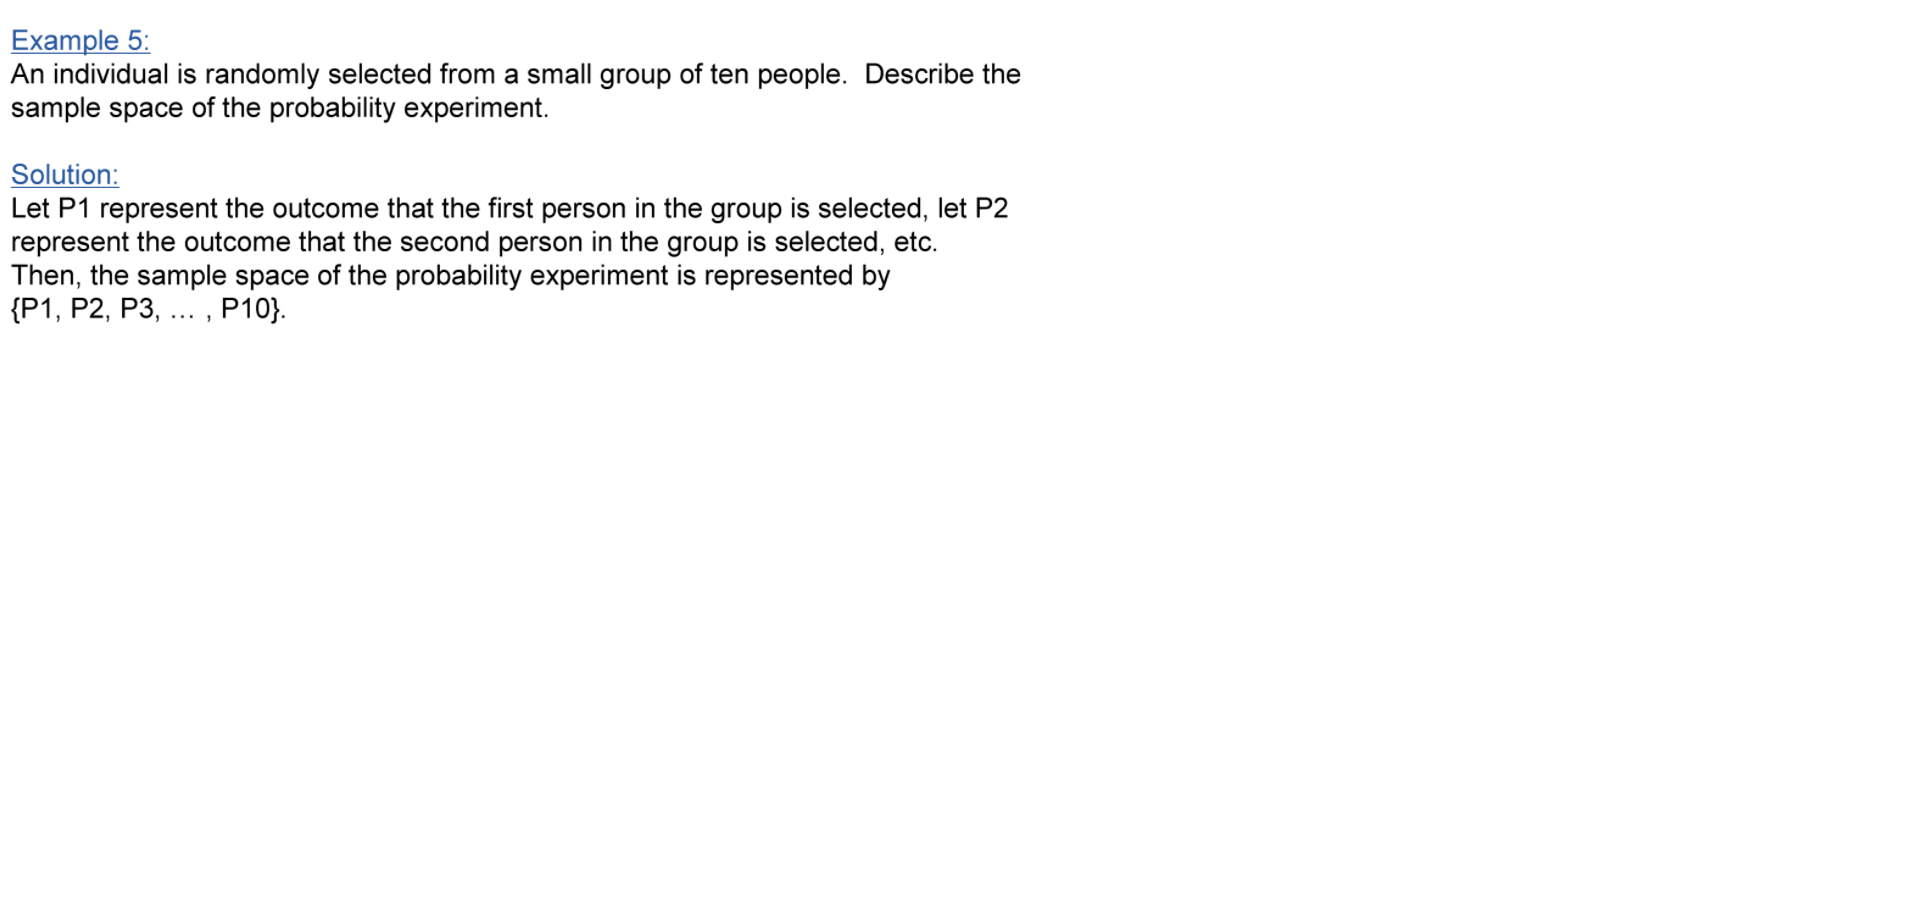 Example 5:
An individual is randomly selected from a small group of ten people.  Describe the
sample space of the probability experiment.
Solution:
Let P1 represent the outcome that the first person in the group is selected, let P2
represent the outcome that the second person in the group is selected, etc.
Then, the sample space of the probability experiment is represented by
{P1, P2, P3, … , P10}.